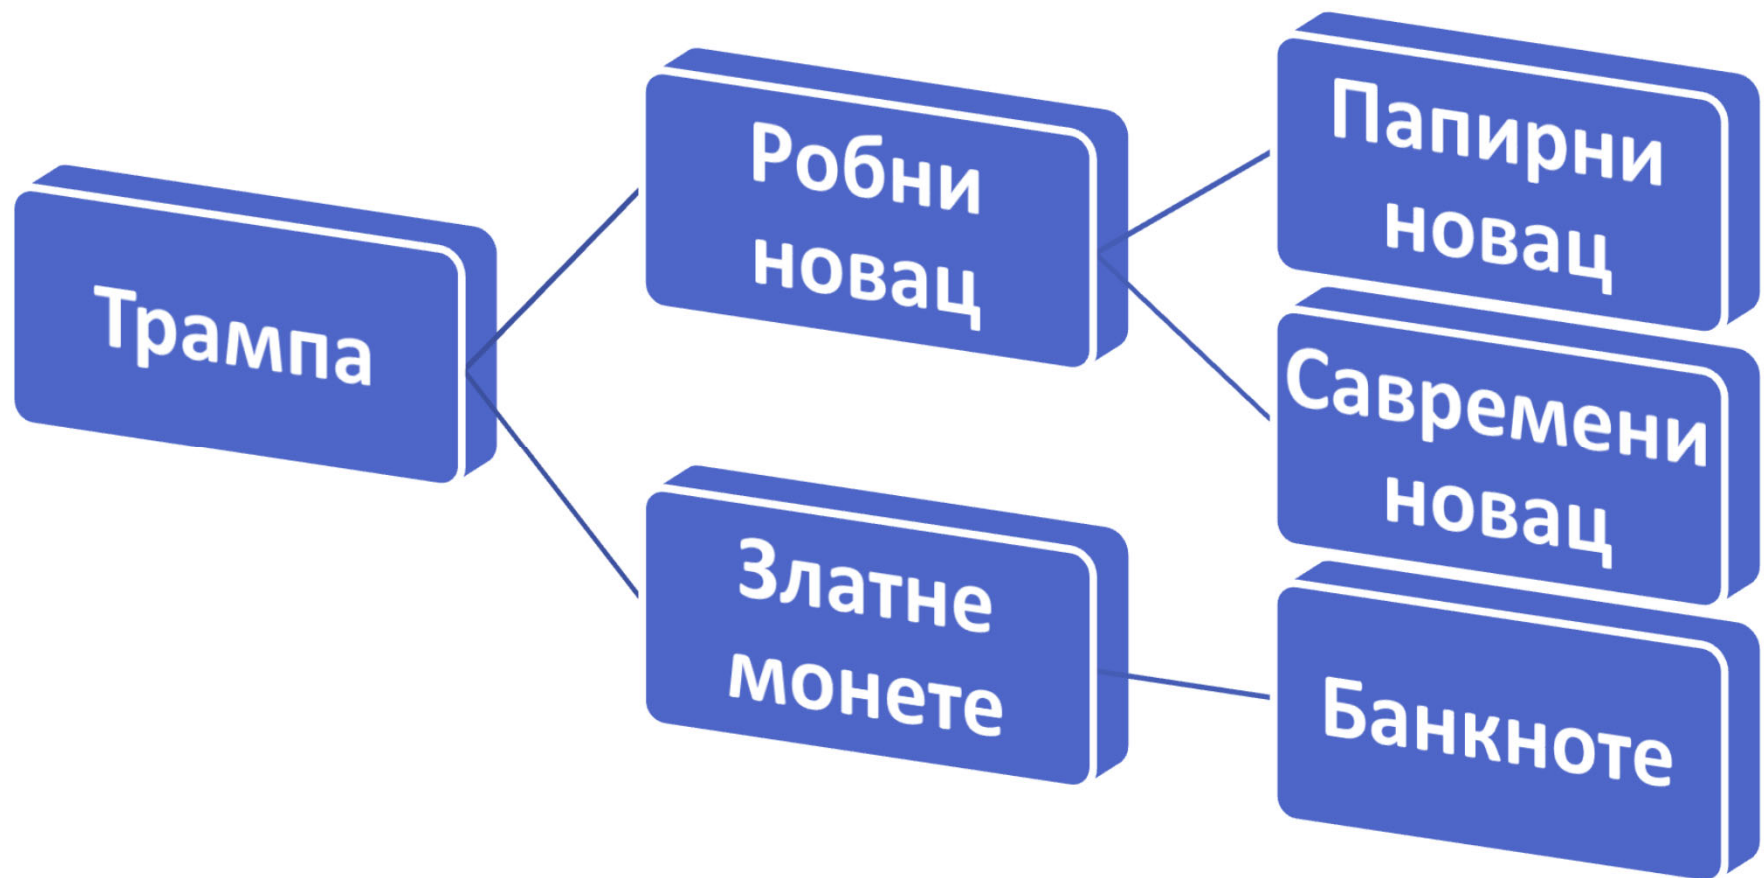 Трампа
Робни
новац
Златне
монете
Папирни
новац
Савремени
новац
Банкноте